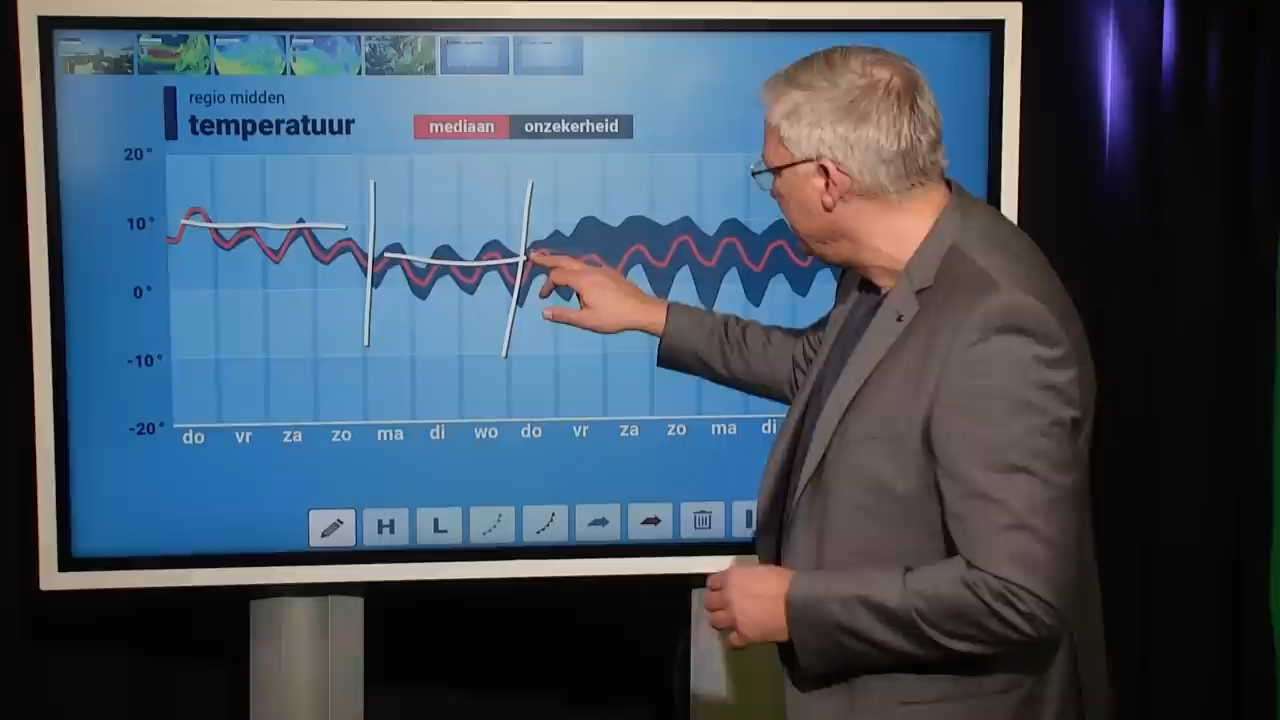 regio midden
temperatuur
mediaan onzekerheid
20°
10°
0°
-10°
-20°
do vr za zo ma di wo do vr za zo ma di
H L